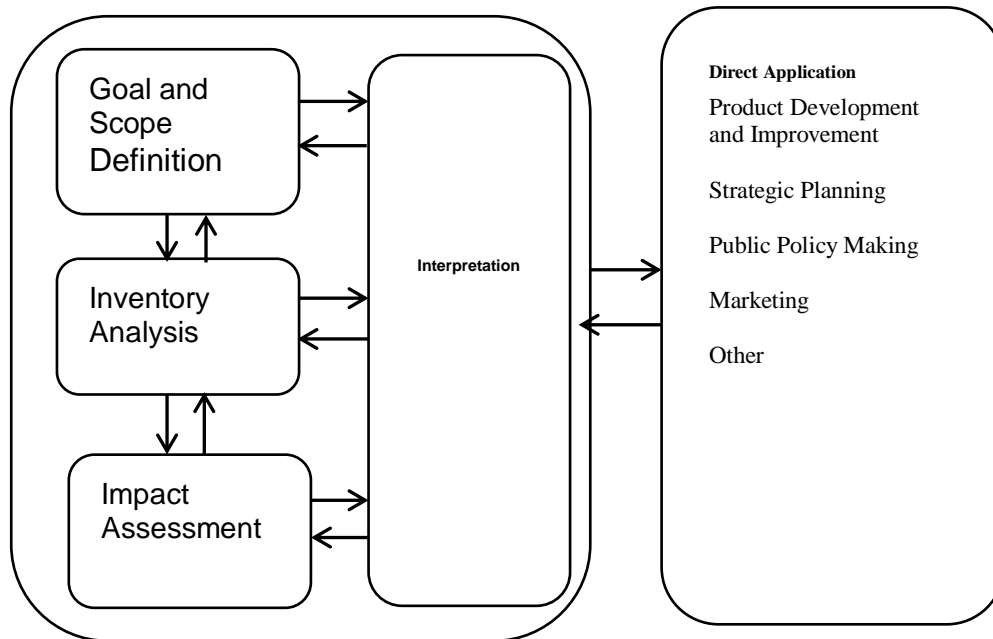 Goal and
Scope
Definition
Inventory
Analysis
Impact
Assessment
Interpretation
Direct Application
Product Development
and Improvement
Strategic Planning
Public Policy Making
Marketing
Other